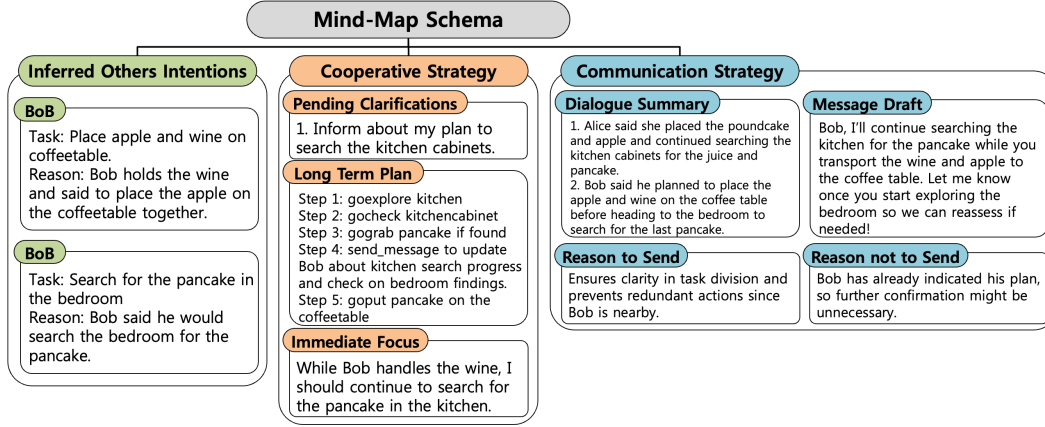 Mind-Map Schema
Inferred Others Intentions
BoB
Task: Place apple and wine on
coffeetable.
Reason: Bob holds the wine
and said to place the apple on
the coffeetable together.
BoB
Task: Search for the pancake in
the bedroom
Reason: Bob said he would
search the bedroom for the
pancake.
Cooperative Strategy
Pending Clarifications
1. Inform about my plan to
search the kitchen cabinets.
Long Term Plan
Step 1: goexplore kitchen
Step 2: gocheck kitchencabinet
Step 3: gograb pancake if found
Step 4: send_message to update
Bob about kitchen search progress
and check on bedroom findings.
Step 5: goput pancake on the
coffeetable
Immediate Focus
While Bob handles the wine, I
should continue to search for
the pancake in the kitchen.
Communication Strategy
Dialogue Summary
1. Alice said she placed the poundcake
and apple and continued searching the
kitchen cabinets for the juice and
pancake.
2. Bob said he planned to place the
apple and wine on the coffee table
before heading to the bedroom to
search for the last pancake.
Message Draft
Bob, I'll continue searching the
kitchen for the pancake while you
transport the wine and apple to
the coffee table. Let me know
once you start exploring the
bedroom so we can reassess if
needed!
Reason to Send
Ensures clarity in task division and
prevents redundant actions since
Bob is nearby.
Reason not to Send
Bob has already indicated his plan,
so further confirmation might be
unnecessary.